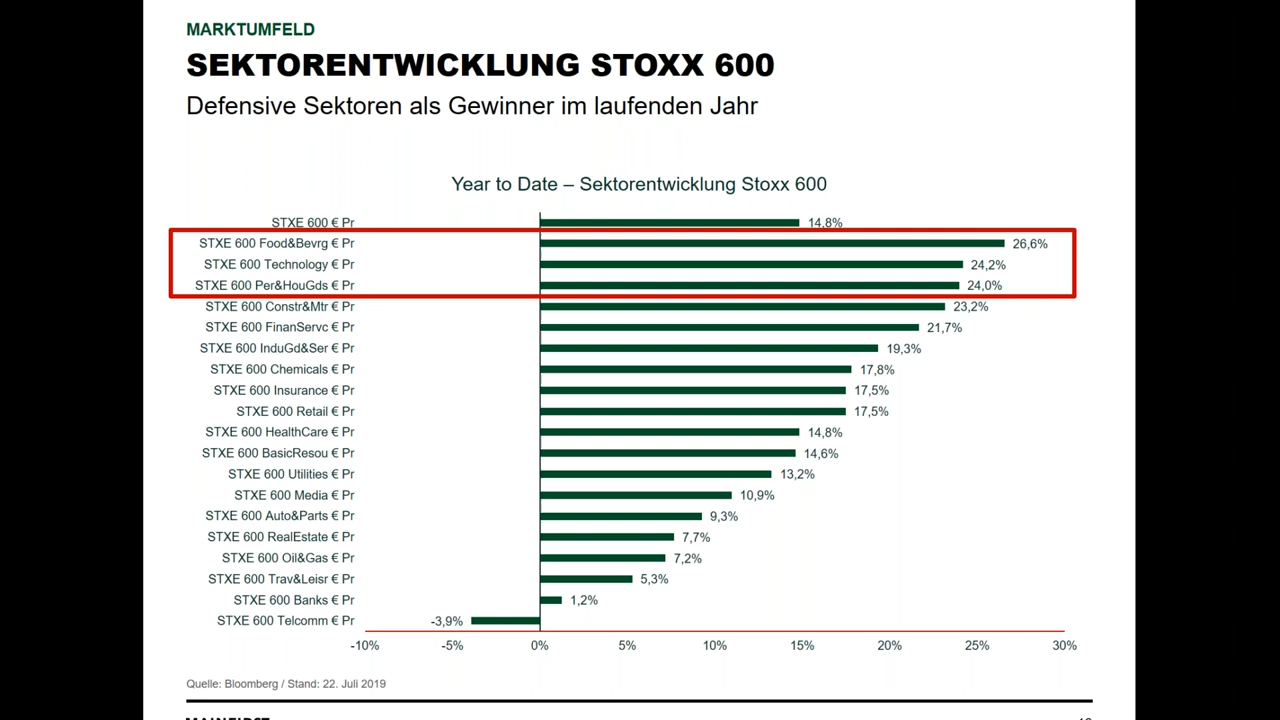 MARKTUMFELD
SEKTORENTWICKLUNG STOXX 600
Defensive Sektoren als Gewinner im laufenden Jahr
Year to Date – Sektorentwicklung Stoxx 600
STXE 600 € Pr 14,8%
STXE 600 Food&Bevrg € Pr 26,6%
STXE 600 Technology € Pr 24,2%
STXE 600 Per&HouGds € Pr 24,0%
STXE 600 Constr&Mtr € Pr 23,2%
STXE 600 FinanServc € Pr 21,7%
STXE 600 InduGd&Ser € Pr 19,3%
STXE 600 Chemicals € Pr 17,8%
STXE 600 Insurance € Pr 17,5%
STXE 600 Retail € Pr 17,5%
STXE 600 HealthCare € Pr 14,8%
STXE 600 BasicResou € Pr 14,6%
STXE 600 Utilities € Pr 13,2%
STXE 600 Media € Pr 10,9%
STXE 600 Auto&Parts € Pr 9,3%
STXE 600 RealEstate € Pr 7,7%
STXE 600 Oil&Gas € Pr 7,2%
STXE 600 Trav&Leisr € Pr 5,3%
STXE 600 Banks € Pr 1,2%
STXE 600 Telcomm € Pr -3,9%
-10% -5% 0% 5% 10% 15% 20% 25% 30%
Quelle: Bloomberg / Stand: 22. Juli 2019
MAINFIRST